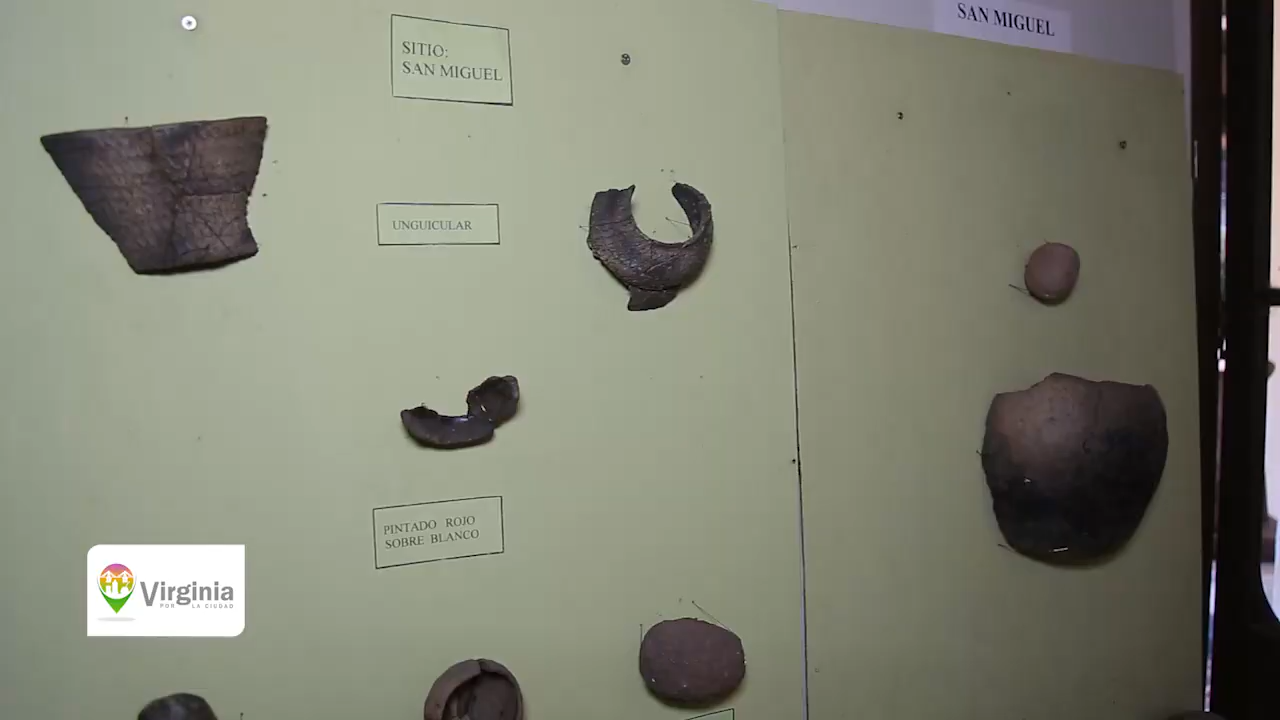 SAN MIGUEL
SITIO:
SAN MIGUEL
UNGUICULAR
PINTADO ROJO
SOBRE BLANCO
Virginia
POR LA CIUDAD